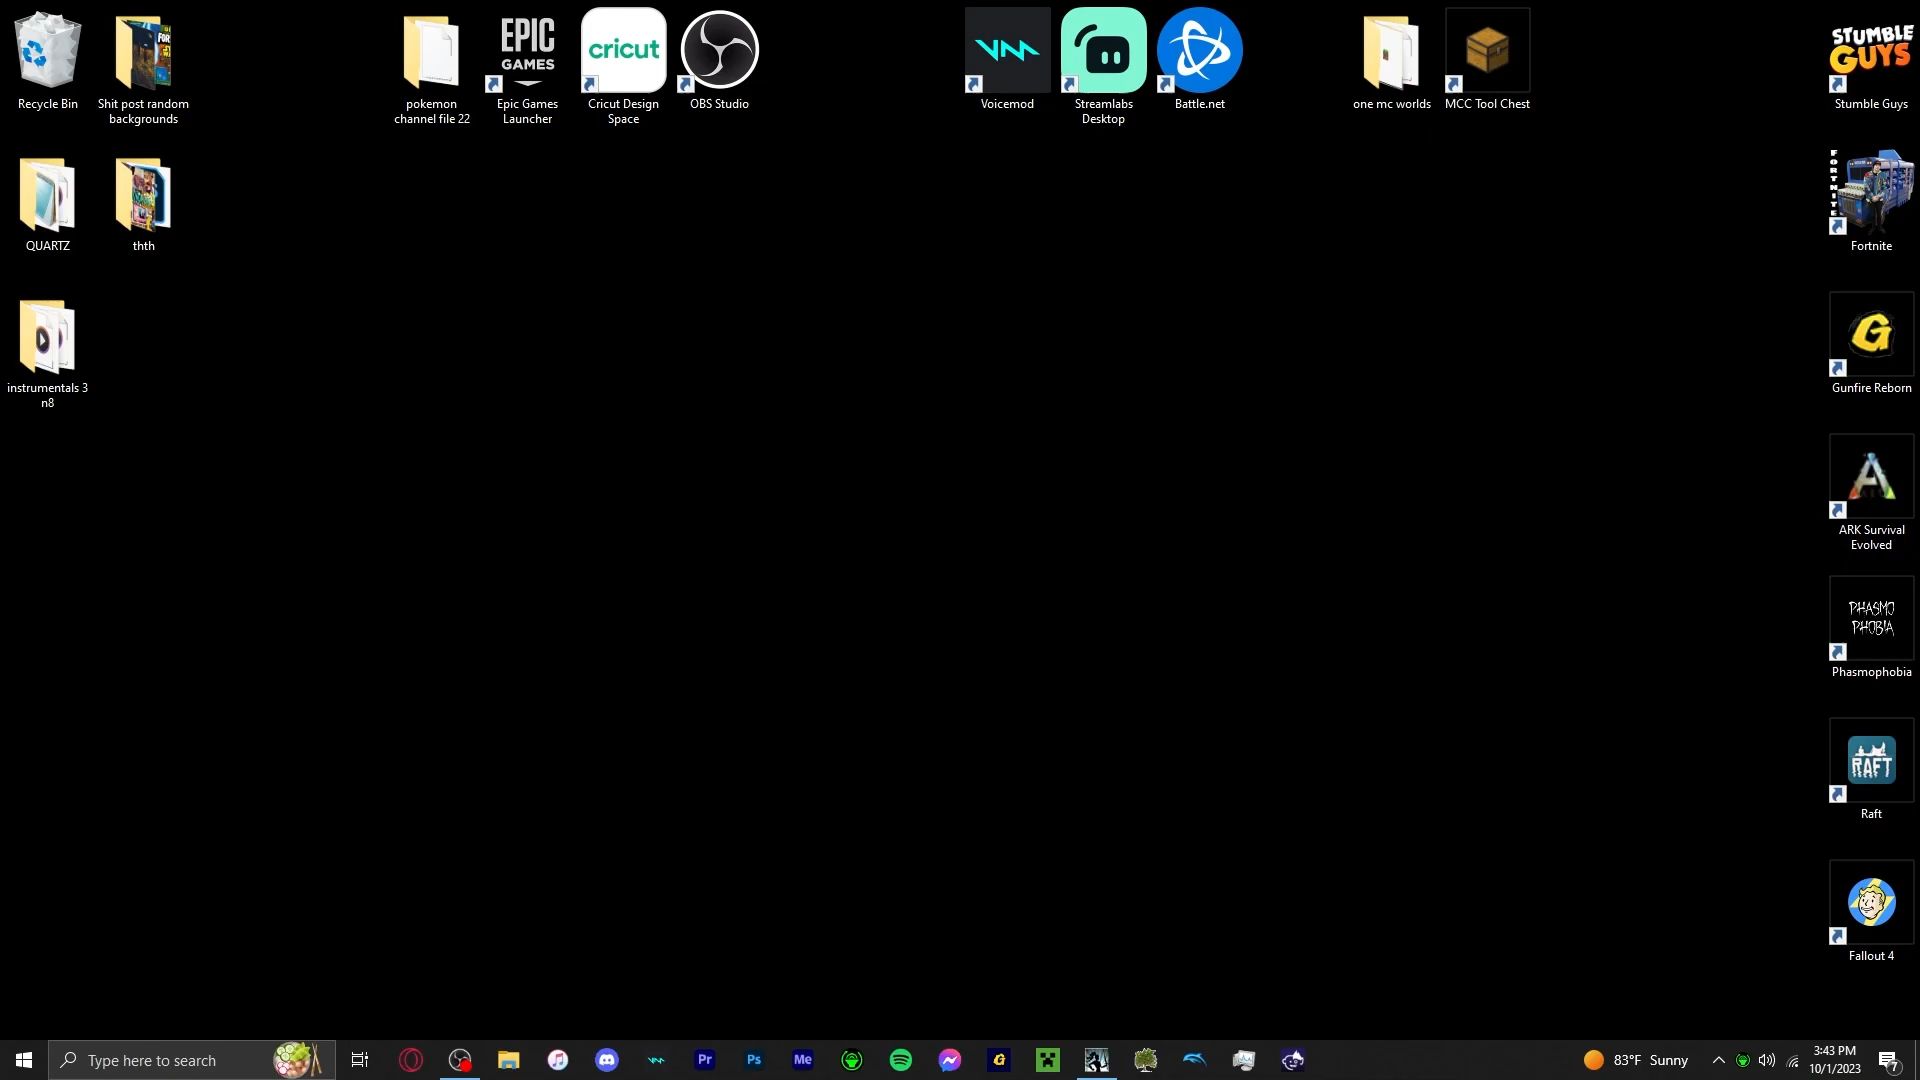 Recycle Bin
Shit post random
backgrounds
pokemon
channel file 22
EPIC
GAMES
Epic Games
Launcher
cricut
Cricut Design
Space
OBS Studio
Voicemod
Streamlabs
Desktop
Battle.net
one mc worlds
MCC Tool Chest
STUMBLE
GUYS
Stumble Guys
QUARTZ
thth
FORTNITE
Fortnite
instrumentals 3
n8
G
Gunfire Reborn
ARK Survival
Evolved
PHASMO
PHOBIA
Phasmophobia
RAFT
Raft
Fallout 4
Type here to search
Pr
Ps
Me
G
83°F Sunny
3:43 PM
10/1/2023
7